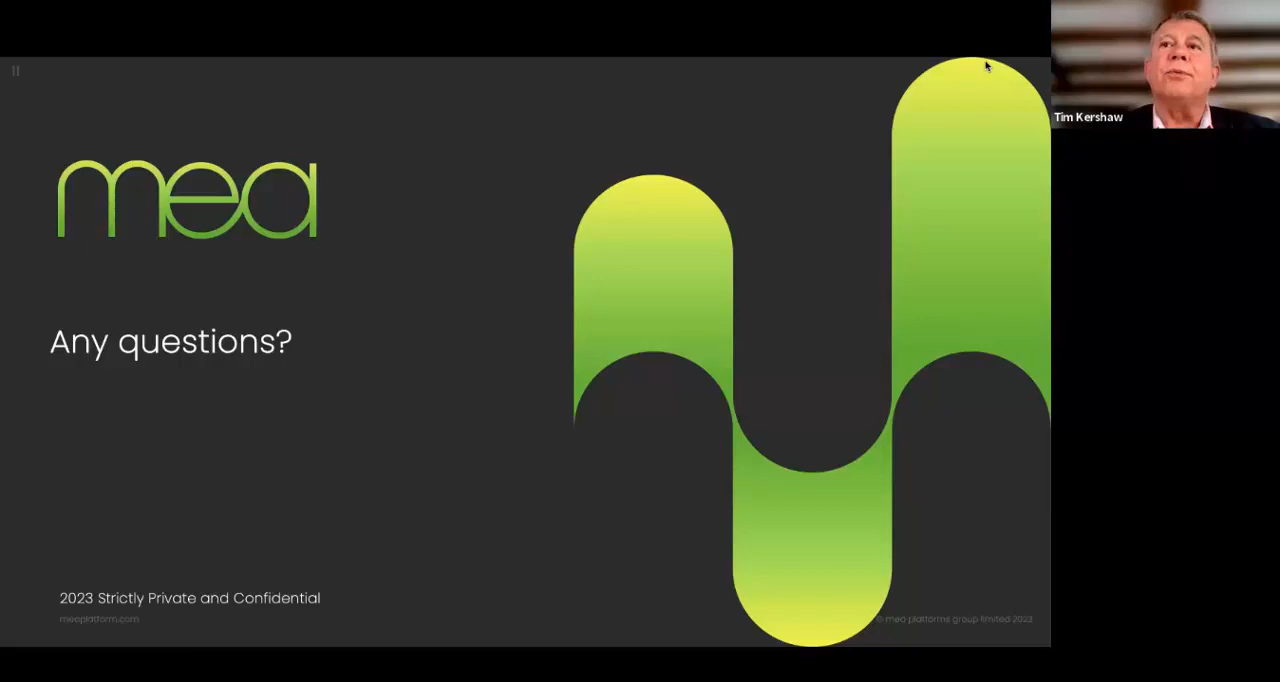 mea
Any questions?
2023 Strictly Private and Confidential
meaplatform.com
© mea platforms group limited 2023
Tim Kershaw